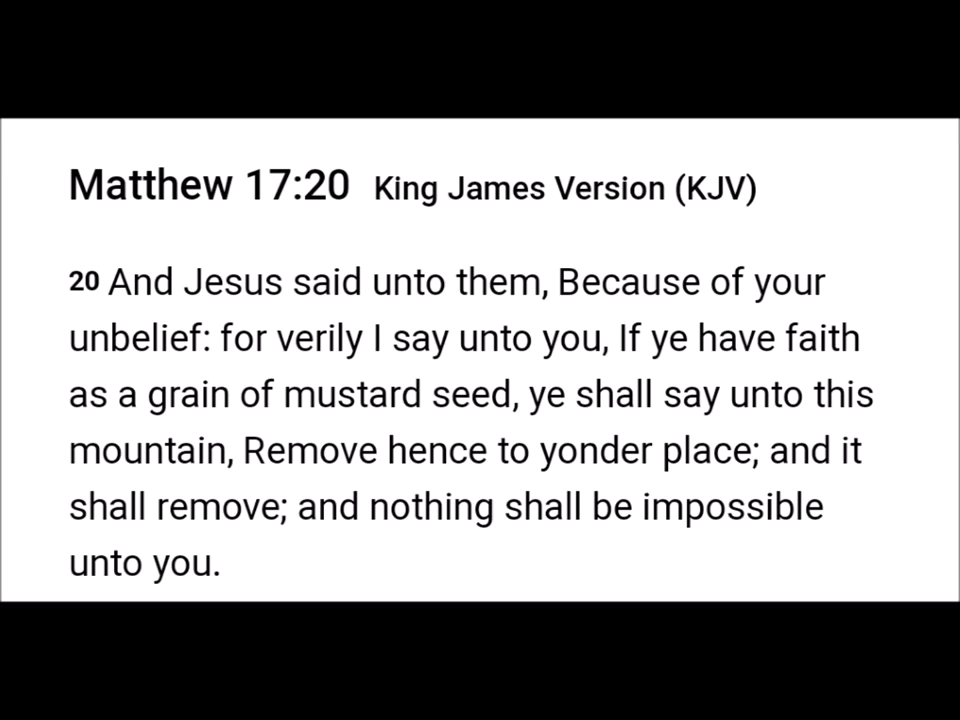 Matthew 17:20 King James Version (KJV)
20 And Jesus said unto them, Because of your
unbelief: for verily I say unto you, If ye have faith
as a grain of mustard seed, ye shall say unto this
mountain, Remove hence to yonder place; and it
shall remove; and nothing shall be impossible
unto you.